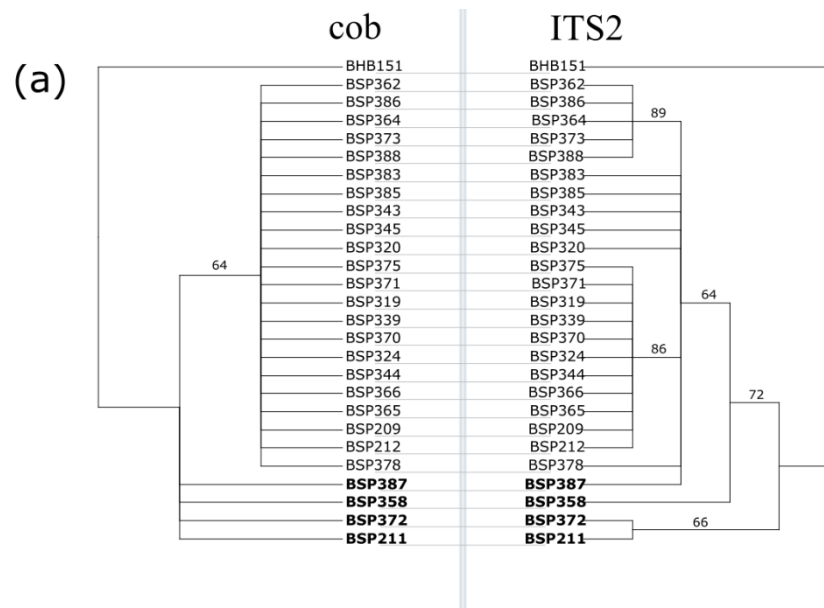 cob ITS2
(a)
BHB151 BHB151
BSP362 BSP362
BSP386 BSP386
BSP364 BSP364 89
BSP373 BSP373
BSP388 BSP388
BSP383 BSP383
BSP385 BSP385
BSP343 BSP343
BSP345 BSP345
BSP320 BSP320
64 BSP375 BSP375
BSP371 BSP371
BSP319 BSP319 64
BSP339 BSP339
BSP370 BSP370
BSP324 BSP324 86
BSP344 BSP344
BSP366 BSP366 72
BSP365 BSP365
BSP209 BSP209
BSP212 BSP212
BSP378 BSP378
BSP387 BSP387
BSP358 BSP358
BSP372 BSP372 66
BSP211 BSP211